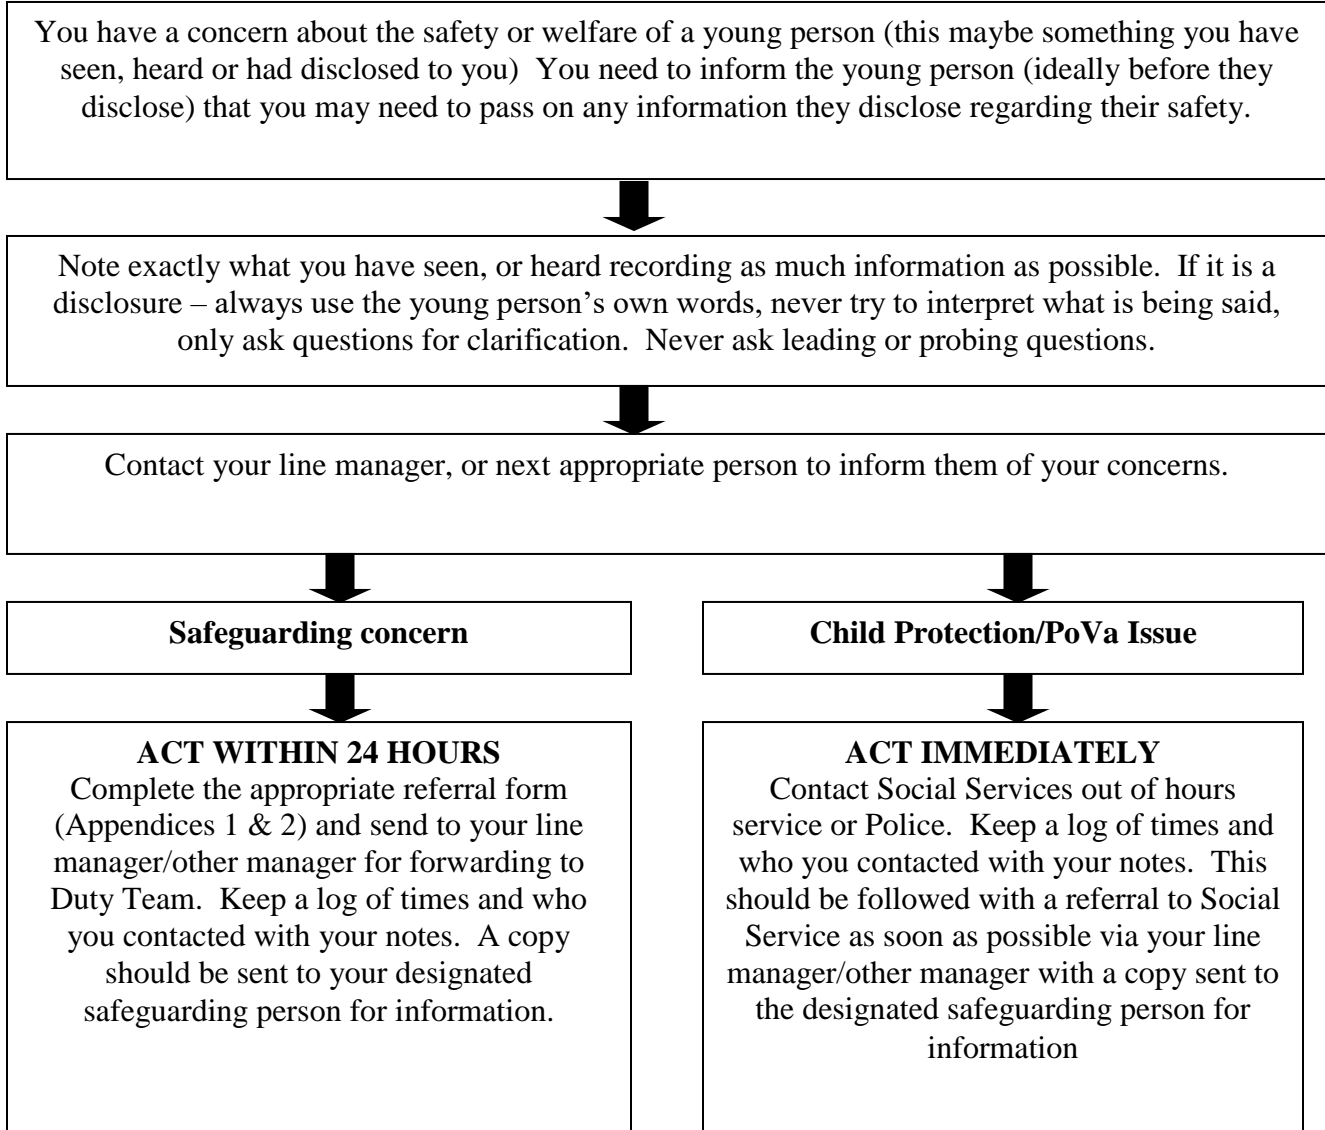 You have a concern about the safety or welfare of a young person (this maybe something you have
seen, heard or had disclosed to you)  You need to inform the young person (ideally before they
disclose) that you may need to pass on any information they disclose regarding their safety.
Note exactly what you have seen, or heard recording as much information as possible.  If it is a
disclosure – always use the young person’s own words, never try to interpret what is being said,
only ask questions for clarification.  Never ask leading or probing questions.
Contact your line manager, or next appropriate person to inform them of your concerns.
Safeguarding concern
Child Protection/PoVa Issue
ACT WITHIN 24 HOURS
Complete the appropriate referral form
(Appendices 1 & 2) and send to your line
manager/other manager for forwarding to
Duty Team.  Keep a log of times and who
you contacted with your notes.  A copy
should be sent to your designated
safeguarding person for information.
ACT IMMEDIATELY
Contact Social Services out of hours
service or Police.  Keep a log of times and
who you contacted with your notes.  This
should be followed with a referral to Social
Service as soon as possible via your line
manager/other manager with a copy sent to
the designated safeguarding person for
information